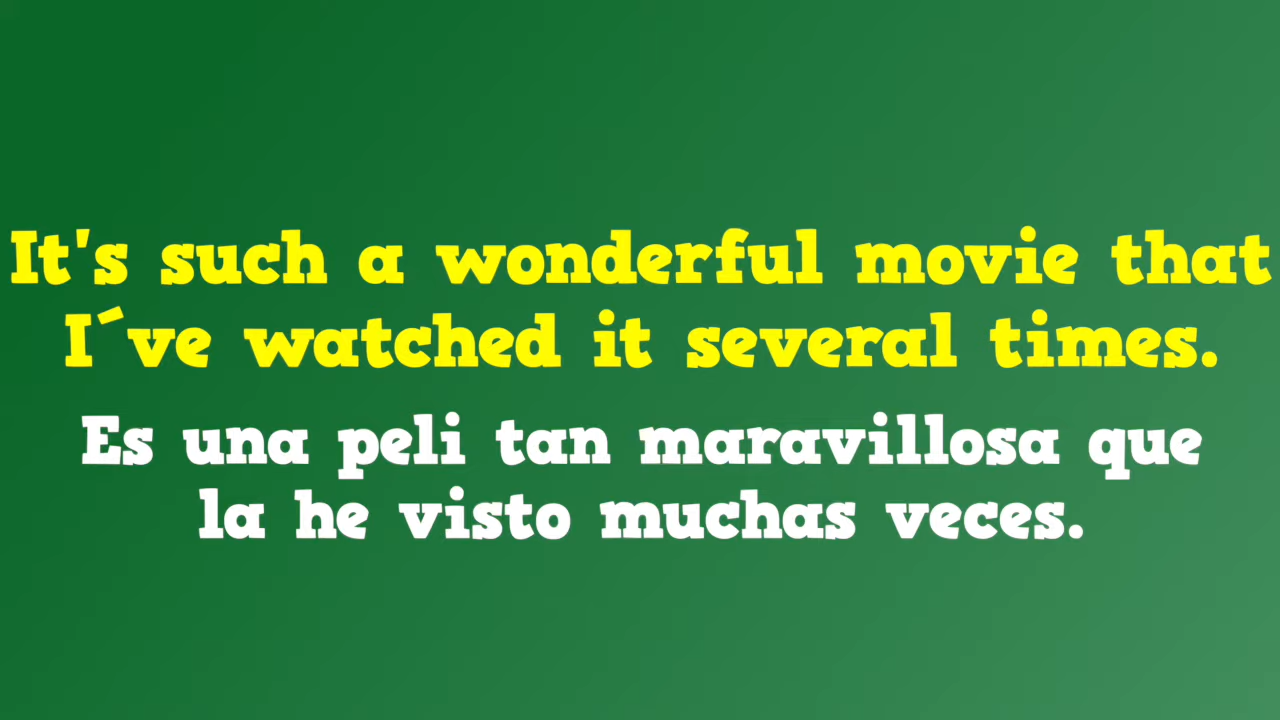 It's such a wonderful movie that
I´ve watched it several times.
Es una peli tan maravillosa que
la he visto muchas veces.